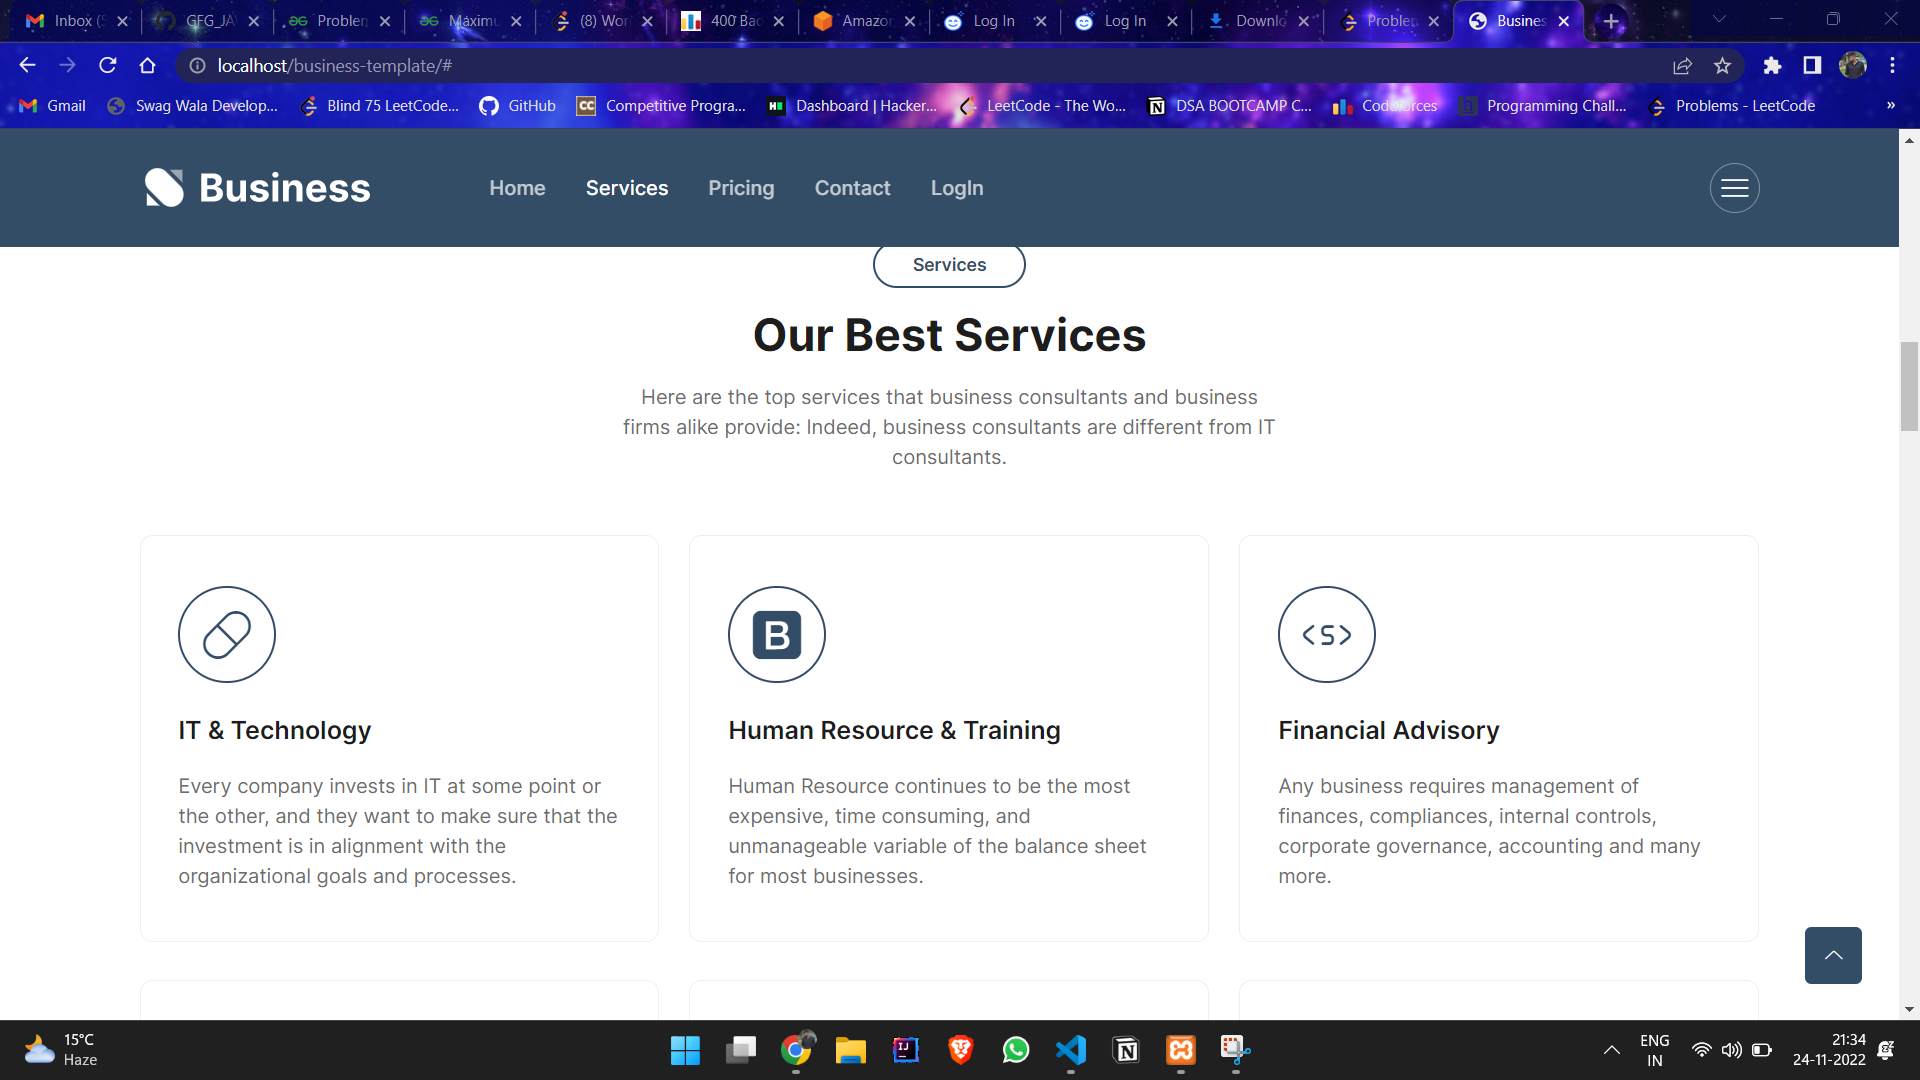 Inbox (
GFG_JA
Problem
Maximu
(8) Wor
400 Bad
Amazon
Log In
Log In
Downlo
Problem
Busines
localhost/business-template/#
Gmail
Swag Wala Develop...
Blind 75 LeetCode...
GitHub
CC
Competitive Progra...
H
Dashboard | Hacker...
LeetCode - The Wo...
DSA BOOTCAMP C...
Codeforces
Programming Chall...
Problems - LeetCode
»
Business
Home
Services
Pricing
Contact
LogIn
Services
Our Best Services
Here are the top services that business consultants and business
firms alike provide: Indeed, business consultants are different from IT
consultants.
B
<S>
IT & Technology
Human Resource & Training
Financial Advisory
Every company invests in IT at some point or
the other, and they want to make sure that the
investment is in alignment with the
organizational goals and processes.
Human Resource continues to be the most
expensive, time consuming, and
unmanageable variable of the balance sheet
for most businesses.
Any business requires management of
finances, compliances, internal controls,
corporate governance, accounting and many
more.
15°C
Haze
IJ
ENG
IN
21:34
24-11-2022